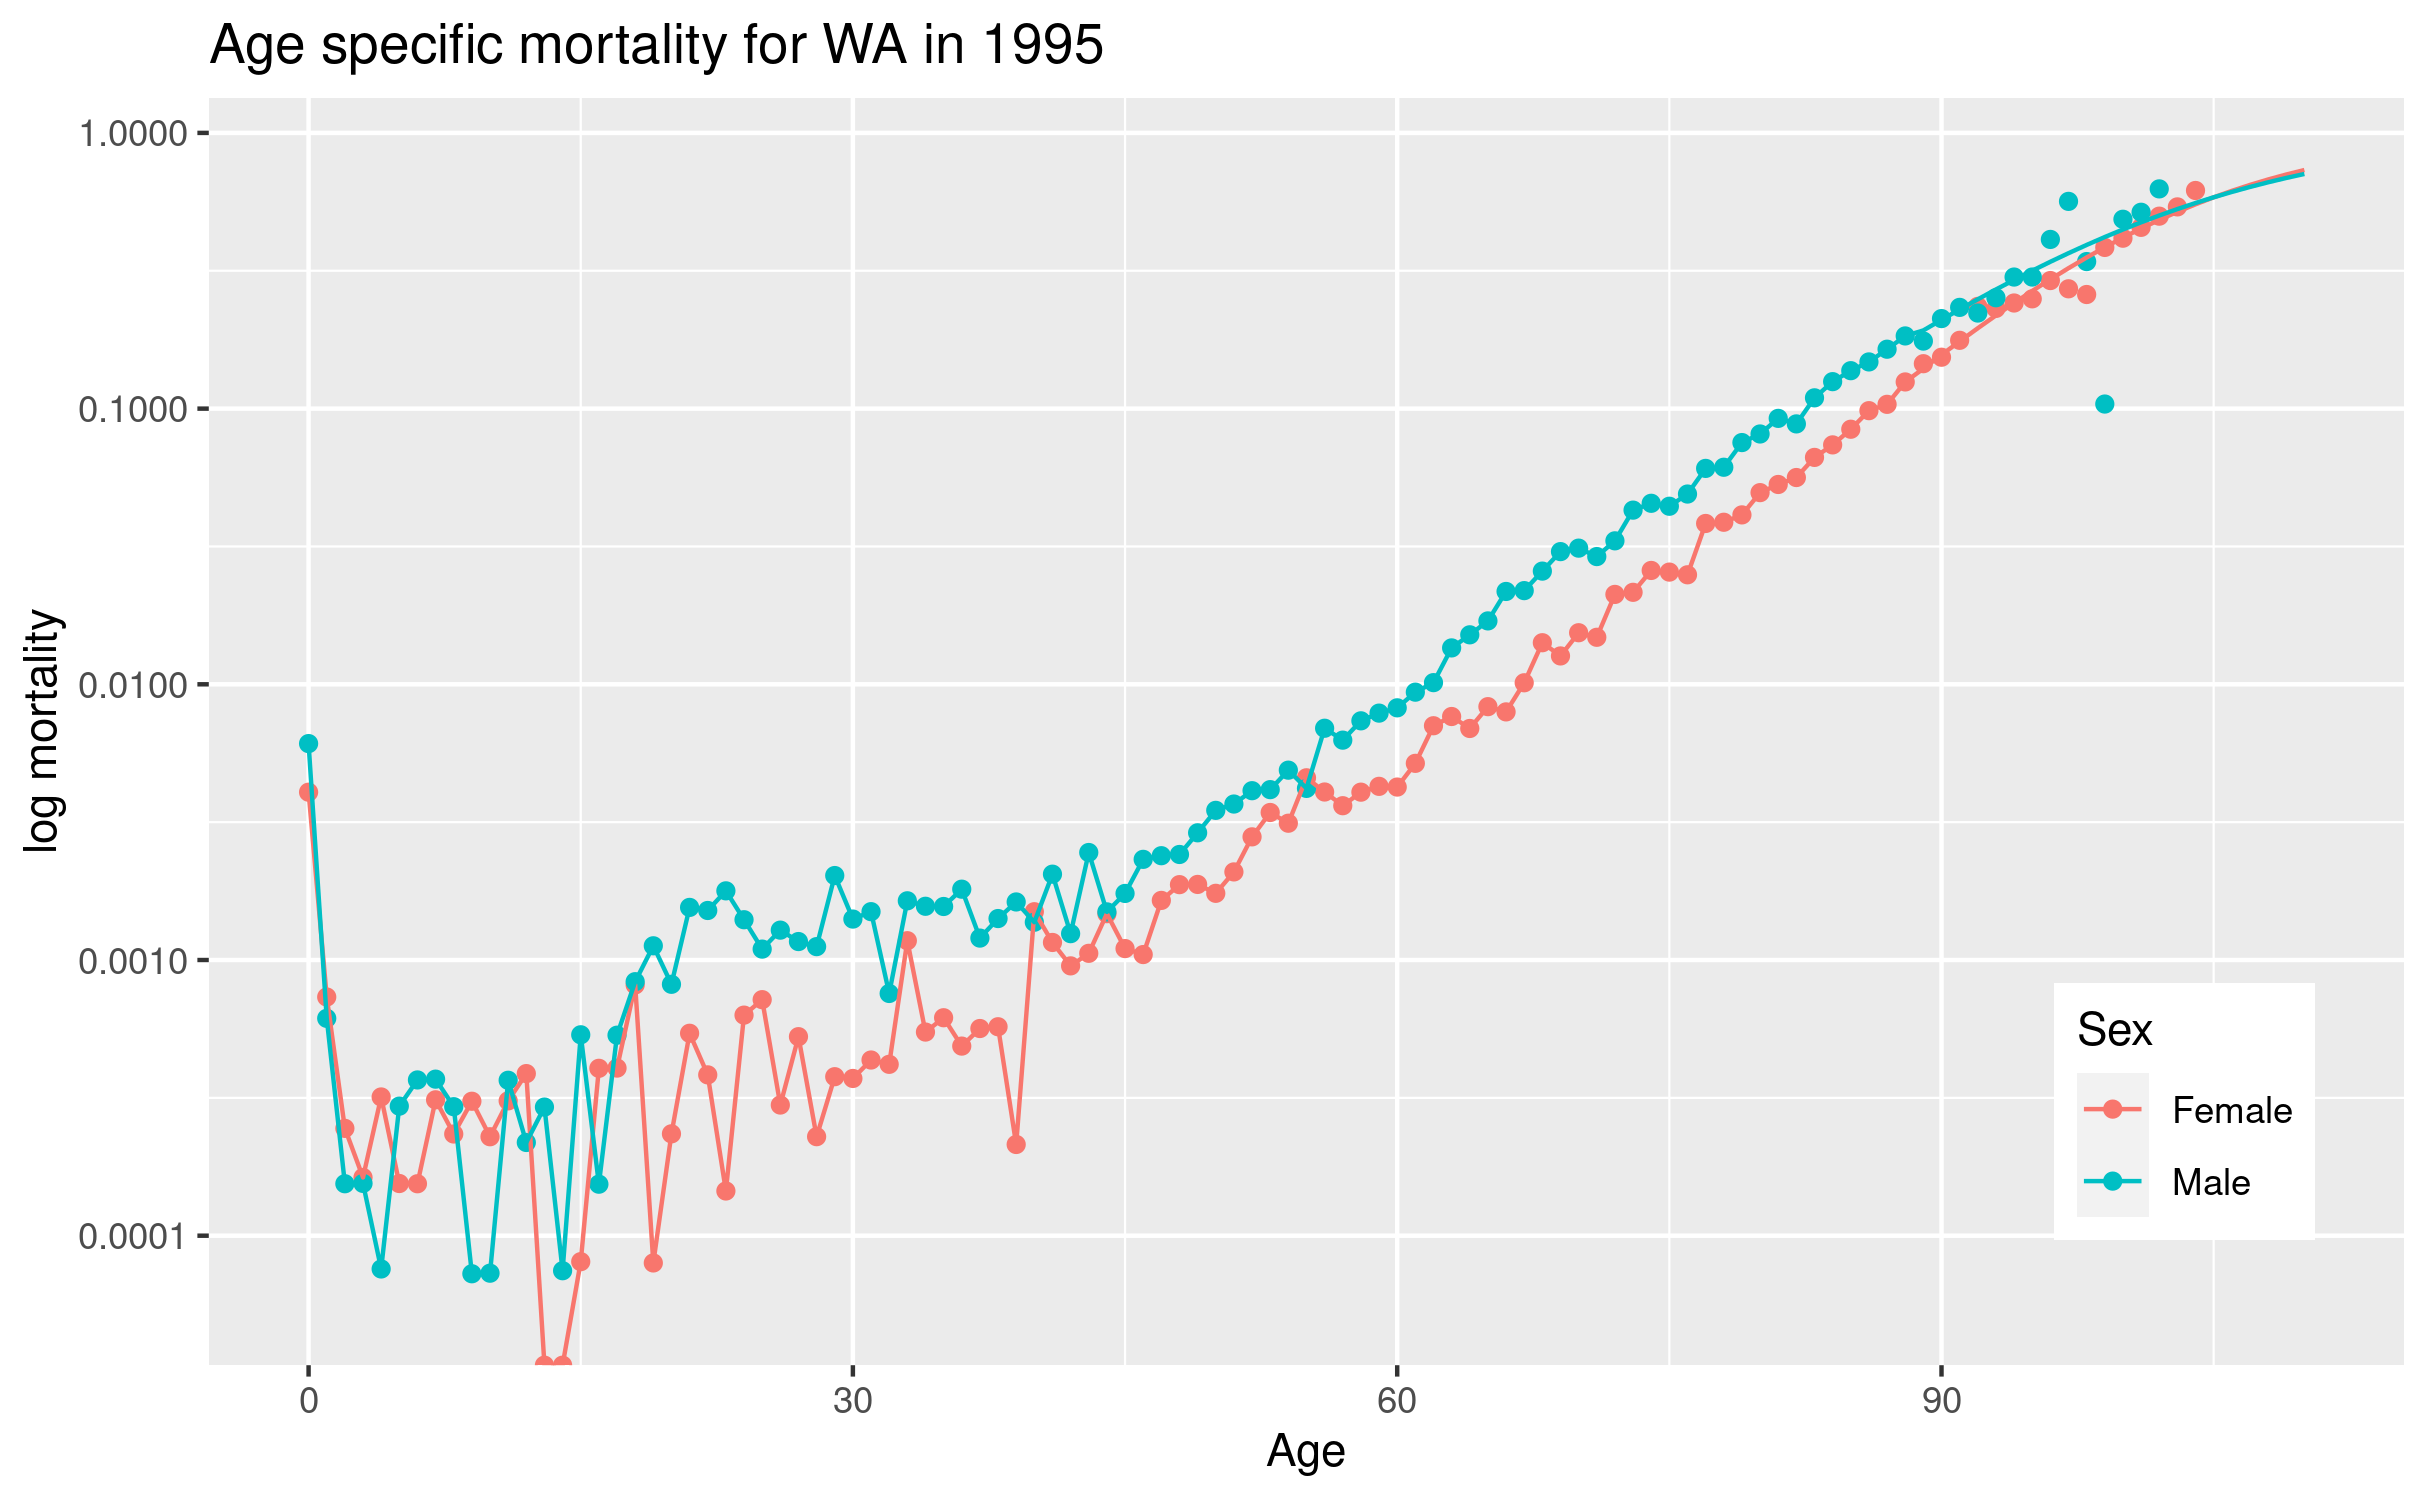 Age specific mortality for WA in 1995
1.0000
0.1000
0.0100
0.0010
0.0001
log mortality
0 30 60 90
Age
Sex
Female
Male